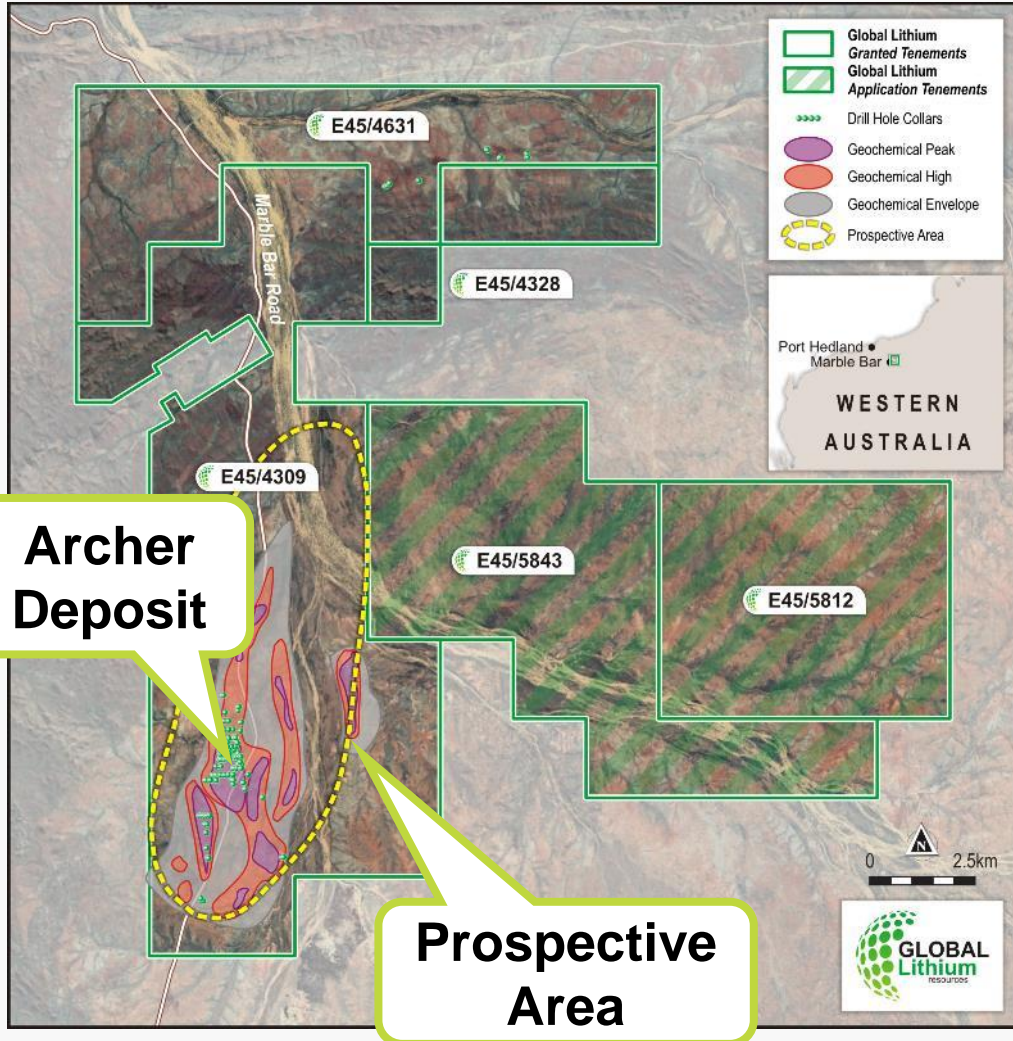 Global Lithium
Granted Tenements
Global Lithium
Application Tenements
Drill Hole Collars
Geochemical Peak
Geochemical High
Geochemical Envelope
Prospective Area
E45/4631
Marble Bar Road
E45/4328
Port Hedland
Marble Bar
WESTERN
AUSTRALIA
E45/4309
Archer
Deposit
E45/5843
E45/5812
N
0 2.5km
Prospective
Area
GLOBAL
Lithium
resources